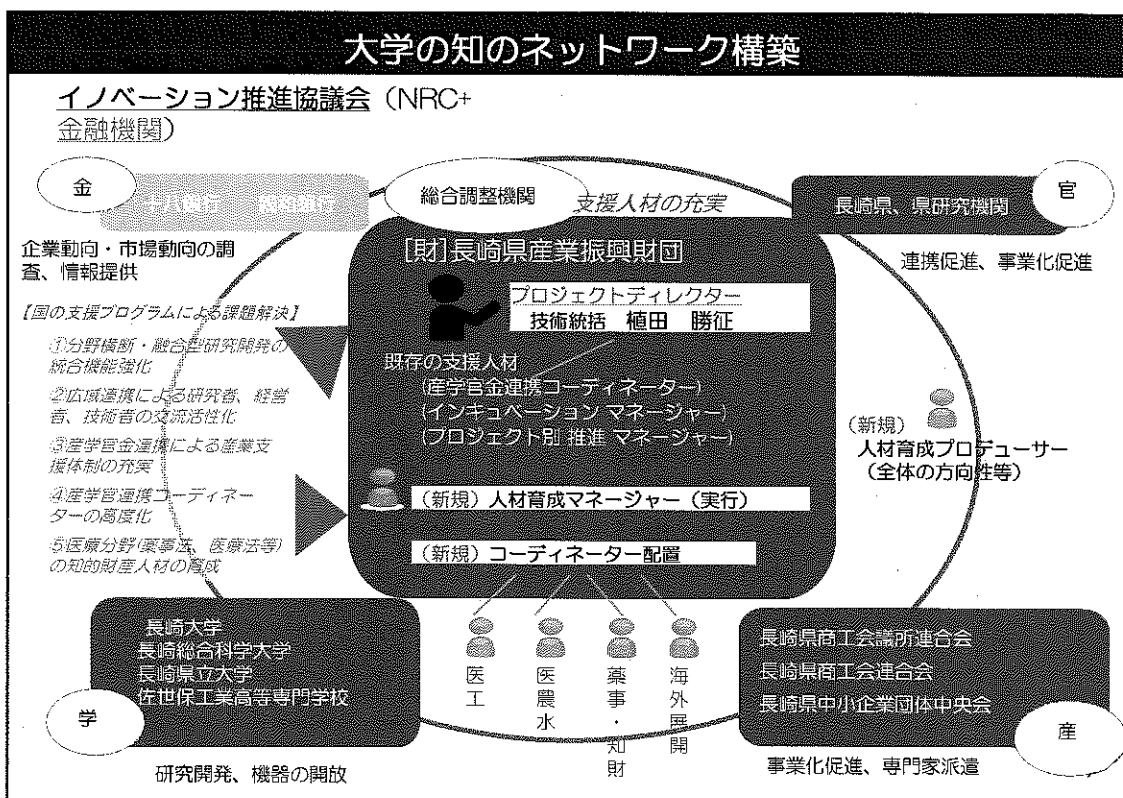 大学の知のネットワーク構築
イノベーション推進協議会（NRC+
金融機関）
金
十八銀行　親和銀行
総合調整機関
支援人材の充実
長崎県、県研究機関
官
企業動向・市場動向の調
査、情報提供
連携促進、事業化促進
[財]長崎県産業振興財団
プロジェクトディレクター
技術統括　植田　勝征
【国の支援プログラムによる課題解決】
①分野横断・融合型研究開発の
統合機能強化
②広域連携による研究者、経営
者、技術者の交流活性化
③産学官金連携による産業支
援体制の充実
④産学官連携コーディネー
ターの高度化
⑤医療分野(薬事法、医療法等)
の知的財産人材の育成
既存の支援人材
(産学官金連携コーディネーター)
(インキュベーション マネージャー)
(プロジェクト別 推進 マネージャー)
（新規）
人材育成プロデューサー
（全体の方向性等）
（新規）人材育成マネージャー（実行）
（新規）コーディネーター配置
長崎大学
長崎総合科学大学
長崎県立大学
佐世保工業高等専門学校
学
研究開発、機器の開放
医工
医農水
薬事・知財
海外展開
長崎県商工会議所連合会
長崎県商工会連合会
長崎県中小企業団体中央会
産
事業化促進、専門家派遣